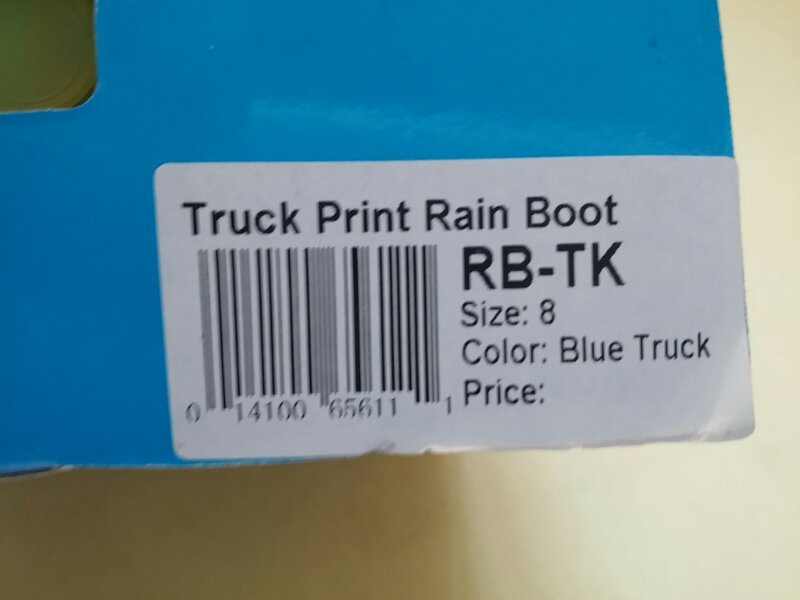 Truck Print Rain Boot
RB-TK
Size: 8
Color: Blue Truck
Price:
0 14100 65611 1